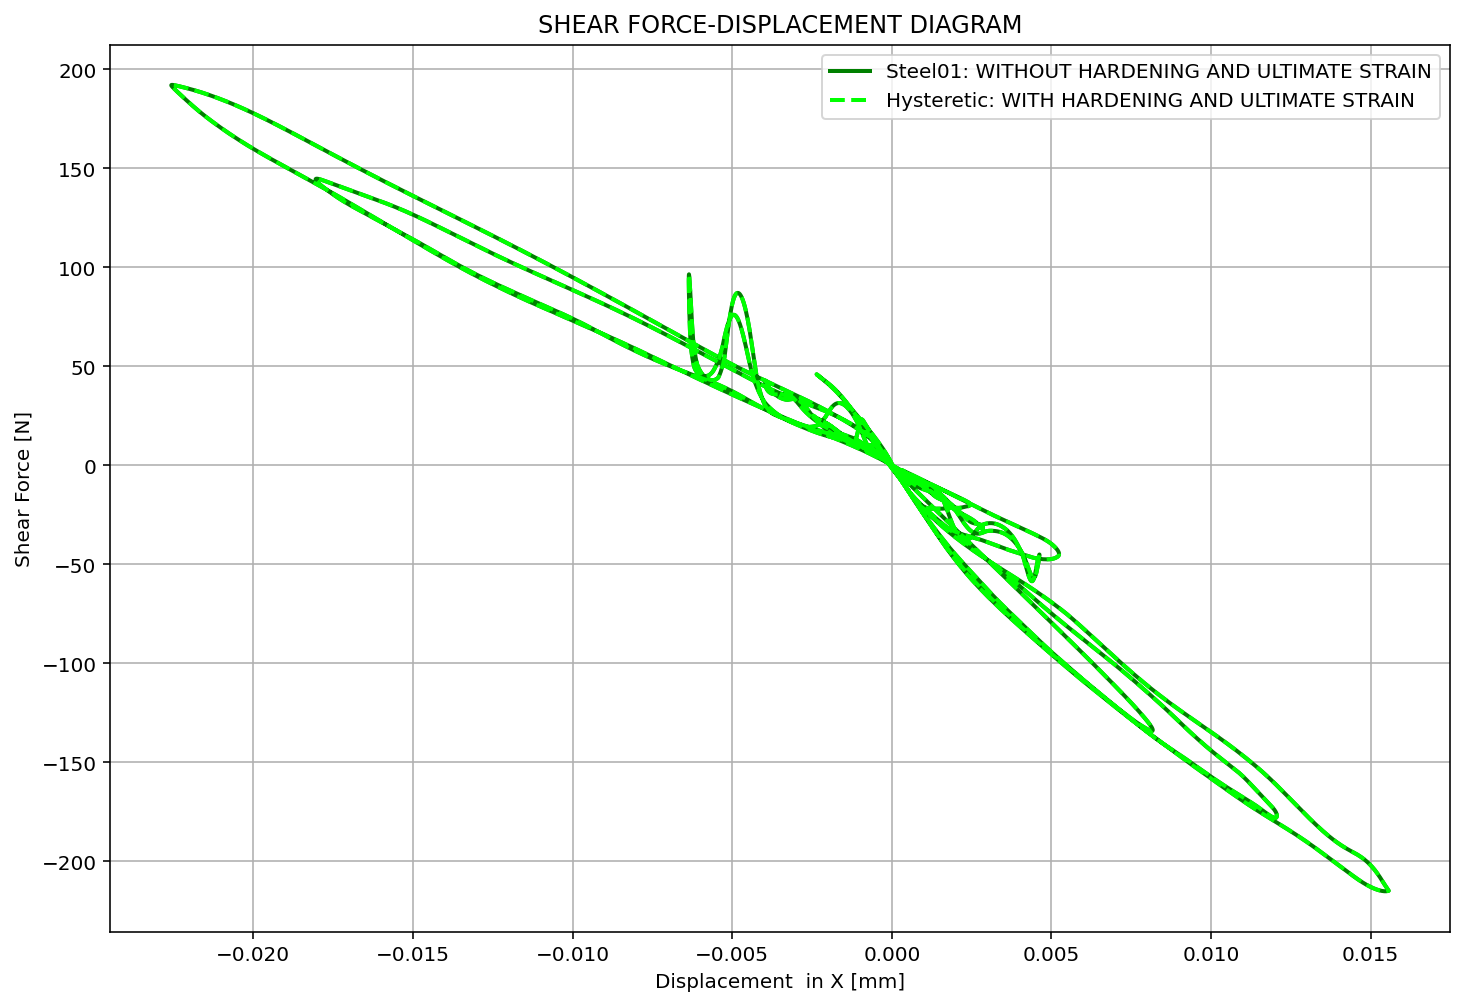 SHEAR FORCE-DISPLACEMENT DIAGRAM
Steel01: WITHOUT HARDENING AND ULTIMATE STRAIN
Hysteretic: WITH HARDENING AND ULTIMATE STRAIN
Shear Force [N]
200
150
100
50
0
−50
−100
−150
−200
−0.020 −0.015 −0.010 −0.005 0.000 0.005 0.010 0.015
Displacement  in X [mm]